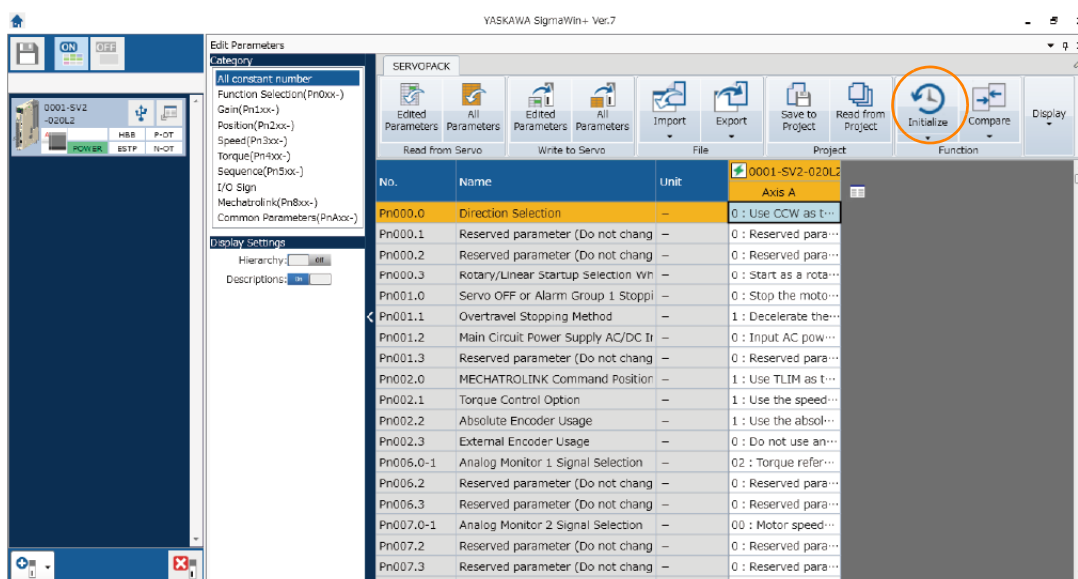 YASKAWA SigmaWin+ Ver.7
ON OFF
Edit Parameters
Category
All constant number
Function Selection(Pn0xx-)
Gain(Pn1xx-)
Position(Pn2xx-)
Speed(Pn3xx-)
Torque(Pn4xx-)
Sequence(Pn5xx-)
I/O Sign
Mechatrolink(Pn8xx-)
Common Parameters(PnAxx-)
Display Settings
Hierarchy: Off
Descriptions: ON
0001-SV2
-020L2
HBB P-OT
POWER ESTP N-OT
SERVOPACK
Edited Parameters
All Parameters
Read from Servo
Edited Parameters
All Parameters
Write to Servo
Import
Export
File
Save to Project
Read from Project
Project
Initialize
Compare
Function
Display
No. Name Unit 0001-SV2-020L2
Axis A
Pn000.0 Direction Selection – 0 : Use CCW as t···
Pn000.1 Reserved parameter (Do not chang – 0 : Reserved para···
Pn000.2 Reserved parameter (Do not chang – 0 : Reserved para···
Pn000.3 Rotary/Linear Startup Selection Wh – 0 : Start as a rota···
Pn001.0 Servo OFF or Alarm Group 1 Stoppi – 0 : Stop the moto···
Pn001.1 Overtravel Stopping Method – 1 : Decelerate the···
Pn001.2 Main Circuit Power Supply AC/DC Ir – 0 : Input AC pow···
Pn001.3 Reserved parameter (Do not chang – 0 : Reserved para···
Pn002.0 MECHATROLINK Command Position – 1 : Use TLIM as t···
Pn002.1 Torque Control Option – 1 : Use the speed···
Pn002.2 Absolute Encoder Usage – 1 : Use the absol···
Pn002.3 External Encoder Usage – 0 : Do not use an···
Pn006.0-1 Analog Monitor 1 Signal Selection – 02 : Torque refer···
Pn006.2 Reserved parameter (Do not chang – 0 : Reserved para···
Pn006.3 Reserved parameter (Do not chang – 0 : Reserved para···
Pn007.0-1 Analog Monitor 2 Signal Selection – 00 : Motor speed···
Pn007.2 Reserved parameter (Do not chang – 0 : Reserved para···
Pn007.3 Reserved parameter (Do not chang – 0 : Reserved para···